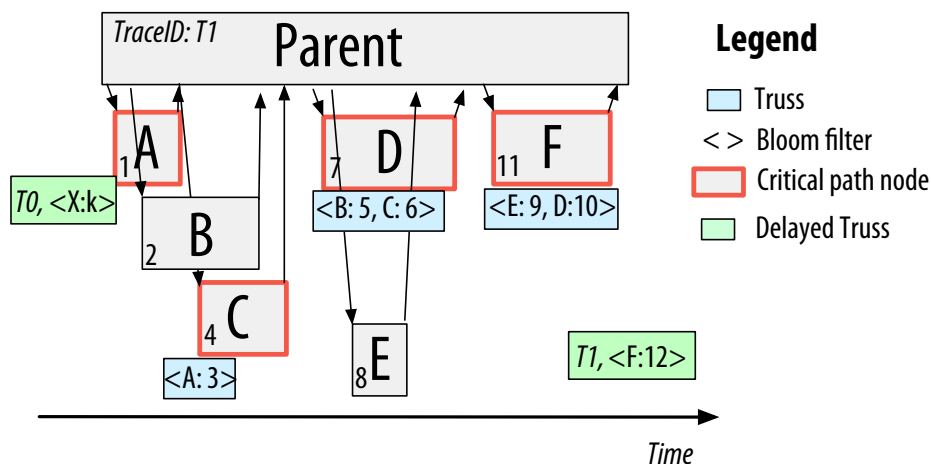 TraceID: T1
Parent
A
1
T0, <X:k>
B
2
C
4
<A: 3>
D
7
<B: 5, C: 6>
E
8
F
11
<E: 9, D:10>
T1, <F:12>
Time
Legend
Truss
< > Bloom filter
Critical path node
Delayed Truss